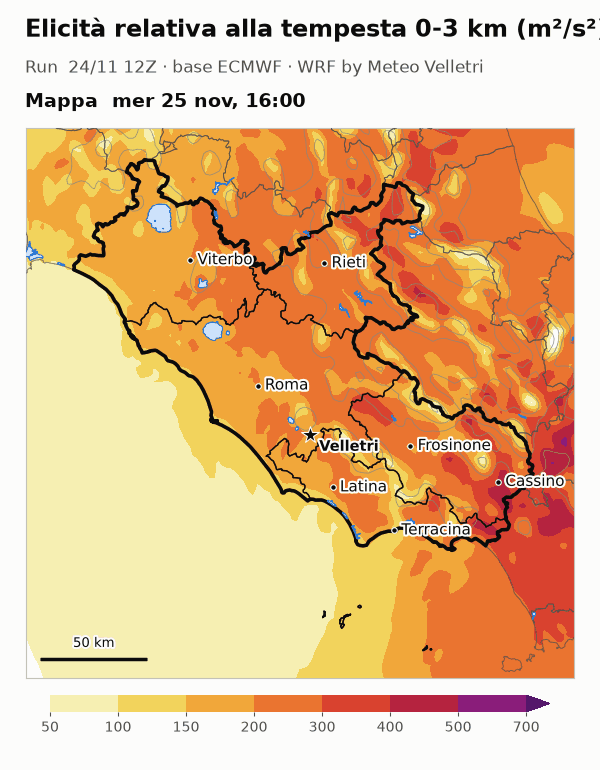 Elicità relativa alla tempesta 0-3 km (m²/s²)
Run  24/11 12Z · base ECMWF · WRF by Meteo Velletri
Mappa  mer 25 nov, 16:00
Viterbo
Rieti
Roma
Velletri
Frosinone
Cassino
Latina
Terracina
50 km
50 100 150 200 300 400 500 700